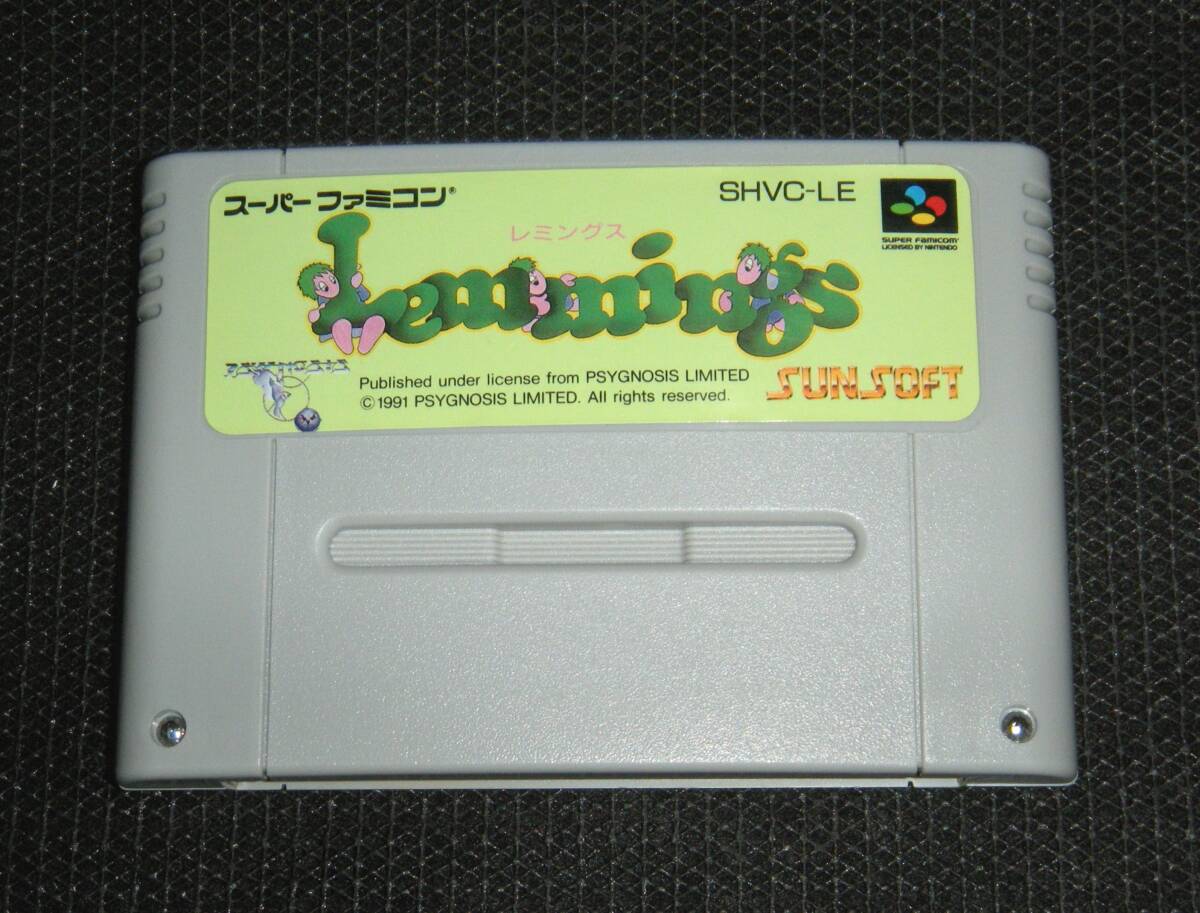 スーパーファミコン®
SHVC-LE
レミングス
Lemmings
SUPER FAMICOM
LICENSED BY NINTENDO
PSYGNOSIS
Published under license from PSYGNOSIS LIMITED
© 1991 PSYGNOSIS LIMITED. All rights reserved.
SUNSOFT